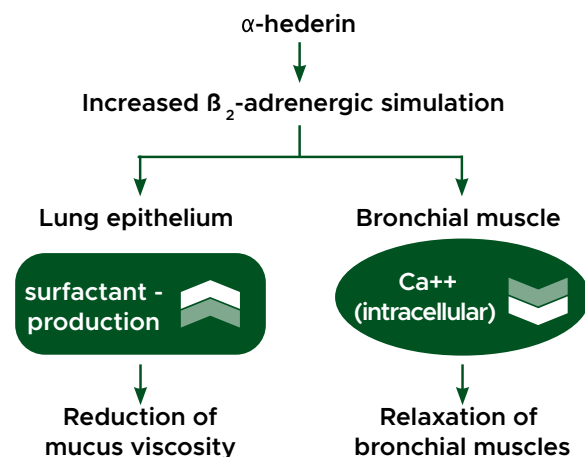 α-hederin
Increased ß₂-adrenergic simulation
Lung epithelium
surfactant -
production
Reduction of
mucus viscosity
Bronchial muscle
Ca++
(intracellular)
Relaxation of
bronchial muscles